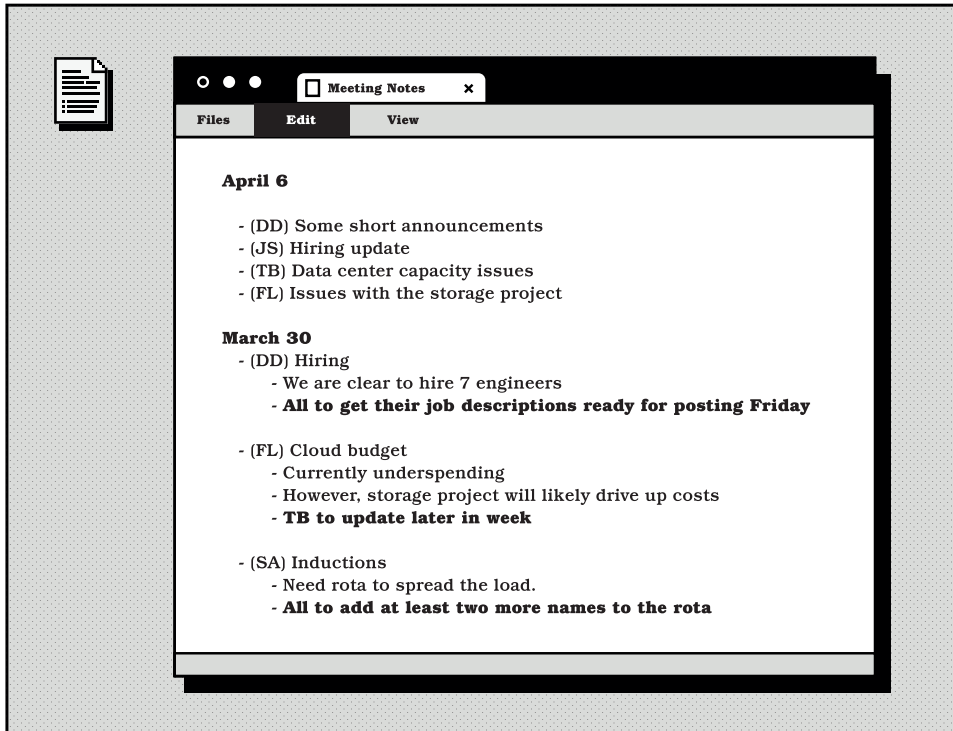 Meeting Notes
Files Edit View
April 6
- (DD) Some short announcements
- (JS) Hiring update
- (TB) Data center capacity issues
- (FL) Issues with the storage project
March 30
- (DD) Hiring
- We are clear to hire 7 engineers
- All to get their job descriptions ready for posting Friday
- (FL) Cloud budget
- Currently underspending
- However, storage project will likely drive up costs
- TB to update later in week
- (SA) Inductions
- Need rota to spread the load.
- All to add at least two more names to the rota